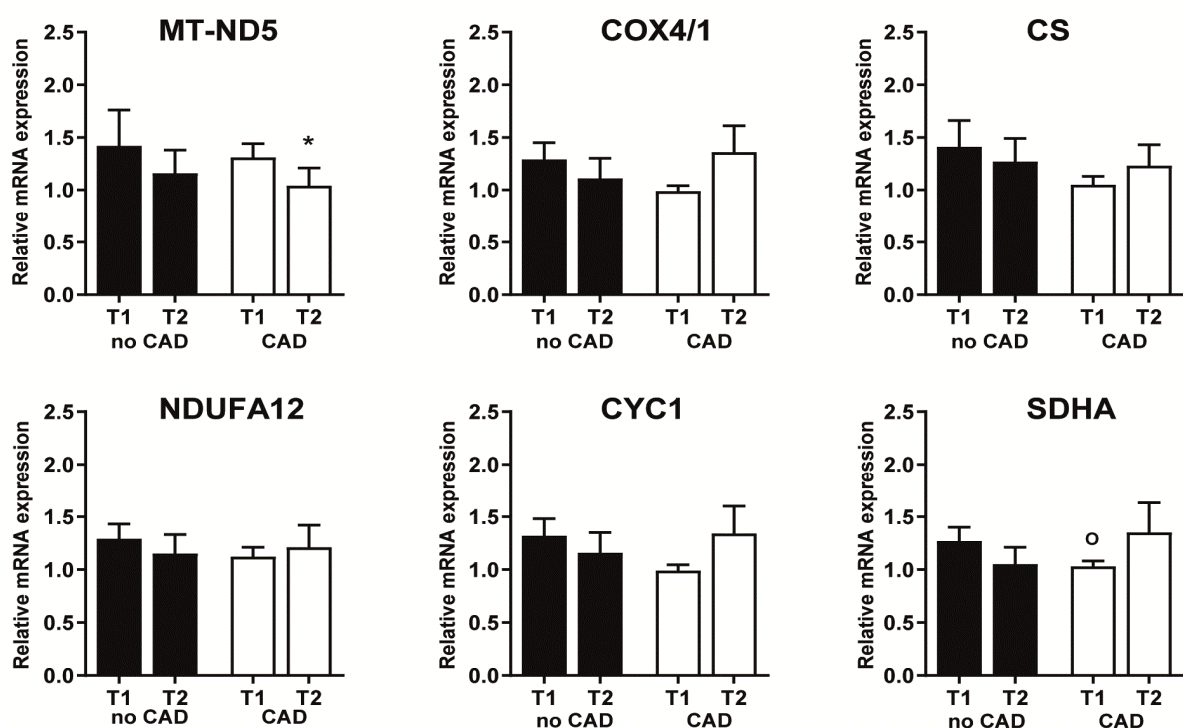 MT-ND5
Relative mRNA expression
2.5
2.0
1.5
1.0
0.5
0.0
*
T1 T2 T1 T2
no CAD CAD
COX4/1
Relative mRNA expression
2.5
2.0
1.5
1.0
0.5
0.0
T1 T2 T1 T2
no CAD CAD
CS
Relative mRNA expression
2.5
2.0
1.5
1.0
0.5
0.0
T1 T2 T1 T2
no CAD CAD
NDUFA12
Relative mRNA expression
2.5
2.0
1.5
1.0
0.5
0.0
T1 T2 T1 T2
no CAD CAD
CYC1
Relative mRNA expression
2.5
2.0
1.5
1.0
0.5
0.0
T1 T2 T1 T2
no CAD CAD
SDHA
Relative mRNA expression
2.5
2.0
1.5
1.0
0.5
0.0
O
T1 T2 T1 T2
no CAD CAD